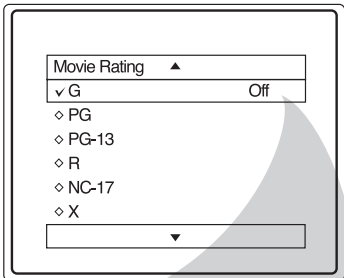 Movie Rating ▲
✓ G Off
◇ PG
◇ PG-13
◇ R
◇ NC-17
◇ X
▼